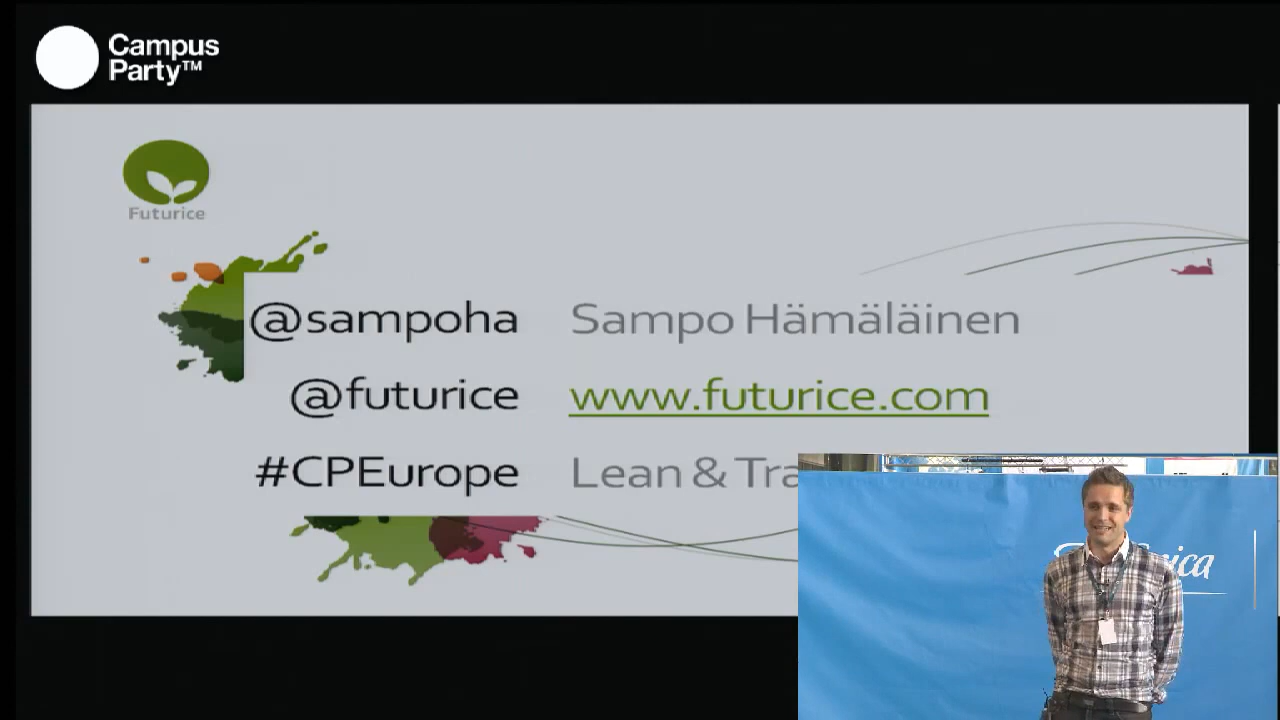 Campus
Party™
Futurice
@sampoha Sampo Hämäläinen
@futurice www.futurice.com
#CPEurope Lean & Tra